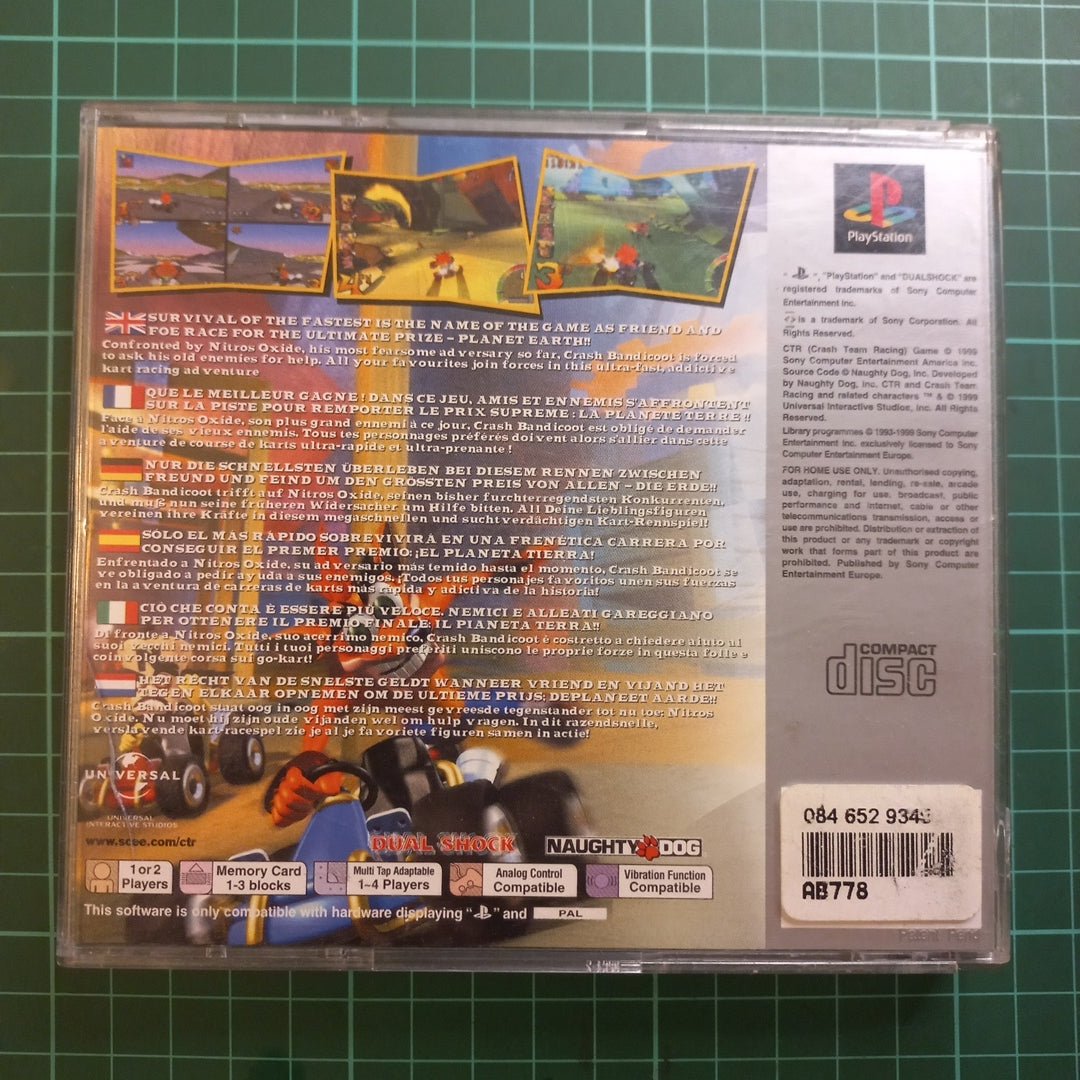 SURVIVAL OF THE FASTEST IS THE NAME OF THE GAME AS FRIEND AND
FOE RACE FOR THE ULTIMATE PRIZE – PLANET EARTH!!
Confronted by Nitros Oxide, his most fearsome adversary so far, Crash Bandicoot is forced
to ask his old enemies for help. All your favourites join forces in this ultra-fast, addictive
kart racing adventure
QUE LE MEILLEUR GAGNE ! DANS CE JEU, AMIS ET ENNEMIS S'AFFRONTENT
SUR LA PISTE POUR REMPORTER LE PRIX SUPREME : LA PLANETE TERRE !!
Face à Nitros Oxide, son plus grand ennemi à ce jour, Crash Bandicoot est obligé de demander
l'aide de ses vieux ennemis. Tous tes personnages préférés doivent alors s'allier dans cette
aventure de course de karts ultra-rapide et ultra-prenante !
NUR DIE SCHNELLSTEN ÜBERLEBEN BEI DIESEM RENNEN ZWISCHEN
FREUND UND FEIND UM DEN GRÖSSTEN PREIS VON ALLEN – DIE ERDE!!
Crash Bandicoot trifft auf Nitros Oxide, seinen bisher furchterregendsten Konkurrenten,
und muß nun seine früheren Widersacher um Hilfe bitten. All Deine Lieblingsfiguren
vereinen ihre Kräfte in diesem megaschnellen und suchtverdächtigen Kart-Rennspiel!
SÓLO EL MÁS RÁPIDO SOBREVIVIRÁ EN UNA FRENÉTICA CARRERA POR
CONSEGUIR EL PREMER PREMIO: ¡EL PLANETA TIERRA!
Enfrentado a Nitros Oxide, su adversario más temido hasta el momento, Crash Bandicoot se
ve obligado a pedir ayuda a sus enemigos. ¡Todos tus personajes favoritos unen sus fuerzas
en la aventura de carreras de karts más rápida y adictiva de la historia!
CIÒ CHE CONTA È ESSERE PIÙ VELOCE. NEMICI E ALLEATI GAREGGIANO
PER OTTENERE IL PREMIO FINALE: IL PIANETA TERRA!!
Di fronte a Nitros Oxide, suo acerrimo nemico, Crash Bandicoot è costretto a chiedere aiuto ai
suoi vecchi nemici. Tutti i tuoi personaggi preferiti uniscono le proprie forze in questa folle e
coinvolgente corsa sui go-kart!
HET RECHT VAN DE SNELSTE GELDT WANNEER VRIEND EN VIJAND HET
TEGEN ELKAAR OPNEMEN OM DE ULTIEME PRIJS: DEPLANEET AARDE!!
Crash Bandicoot staat oog in oog met zijn meest gevreesde tegenstander tot nu toe: Nitros
Oxide. Nu moet hij zijn oude vijanden wel om hulp vragen. In dit razendsnelle,
verslavende kart-racespel zie je al je favoriete figuren samen in actie!
UNIVERSAL
UNIVERSAL
INTERACTIVE STUDIOS
www.scee.com/ctr
DUAL SHOCK
NAUGHTY DOG
1 or 2
Players
Memory Card
1-3 blocks
Multi Tap Adaptable
1~4 Players
Analog Control
Compatible
Vibration Function
Compatible
This software is only compatible with hardware displaying " " and PAL
PlayStation
" ", "PlayStation" and "DUALSHOCK" are
registered trademarks of Sony Computer
Entertainment Inc.
is a trademark of Sony Corporation. All
Rights Reserved.
CTR (Crash Team Racing) Game © 1999
Sony Computer Entertainment America Inc.
Source Code © Naughty Dog, Inc. Developed
by Naughty Dog, Inc. CTR and Crash Team
Racing and related characters ™ & © 1999
Universal Interactive Studios, Inc. All Rights
Reserved.
Library programmes © 1993-1999 Sony Computer
Entertainment Inc. exclusively licensed to Sony
Computer Entertainment Europe.
FOR HOME USE ONLY. Unauthorised copying,
adaptation, rental, lending, re-sale, arcade
use, charging for use, broadcast, public
performance and internet, cable or other
telecommunications transmission, access or
use are prohibited. Distribution or extraction of
this product or any trademark or copyright
work that forms part of this product are
prohibited. Published by Sony Computer
Entertainment Europe.
COMPACT
disc
084 652 9345
AB778